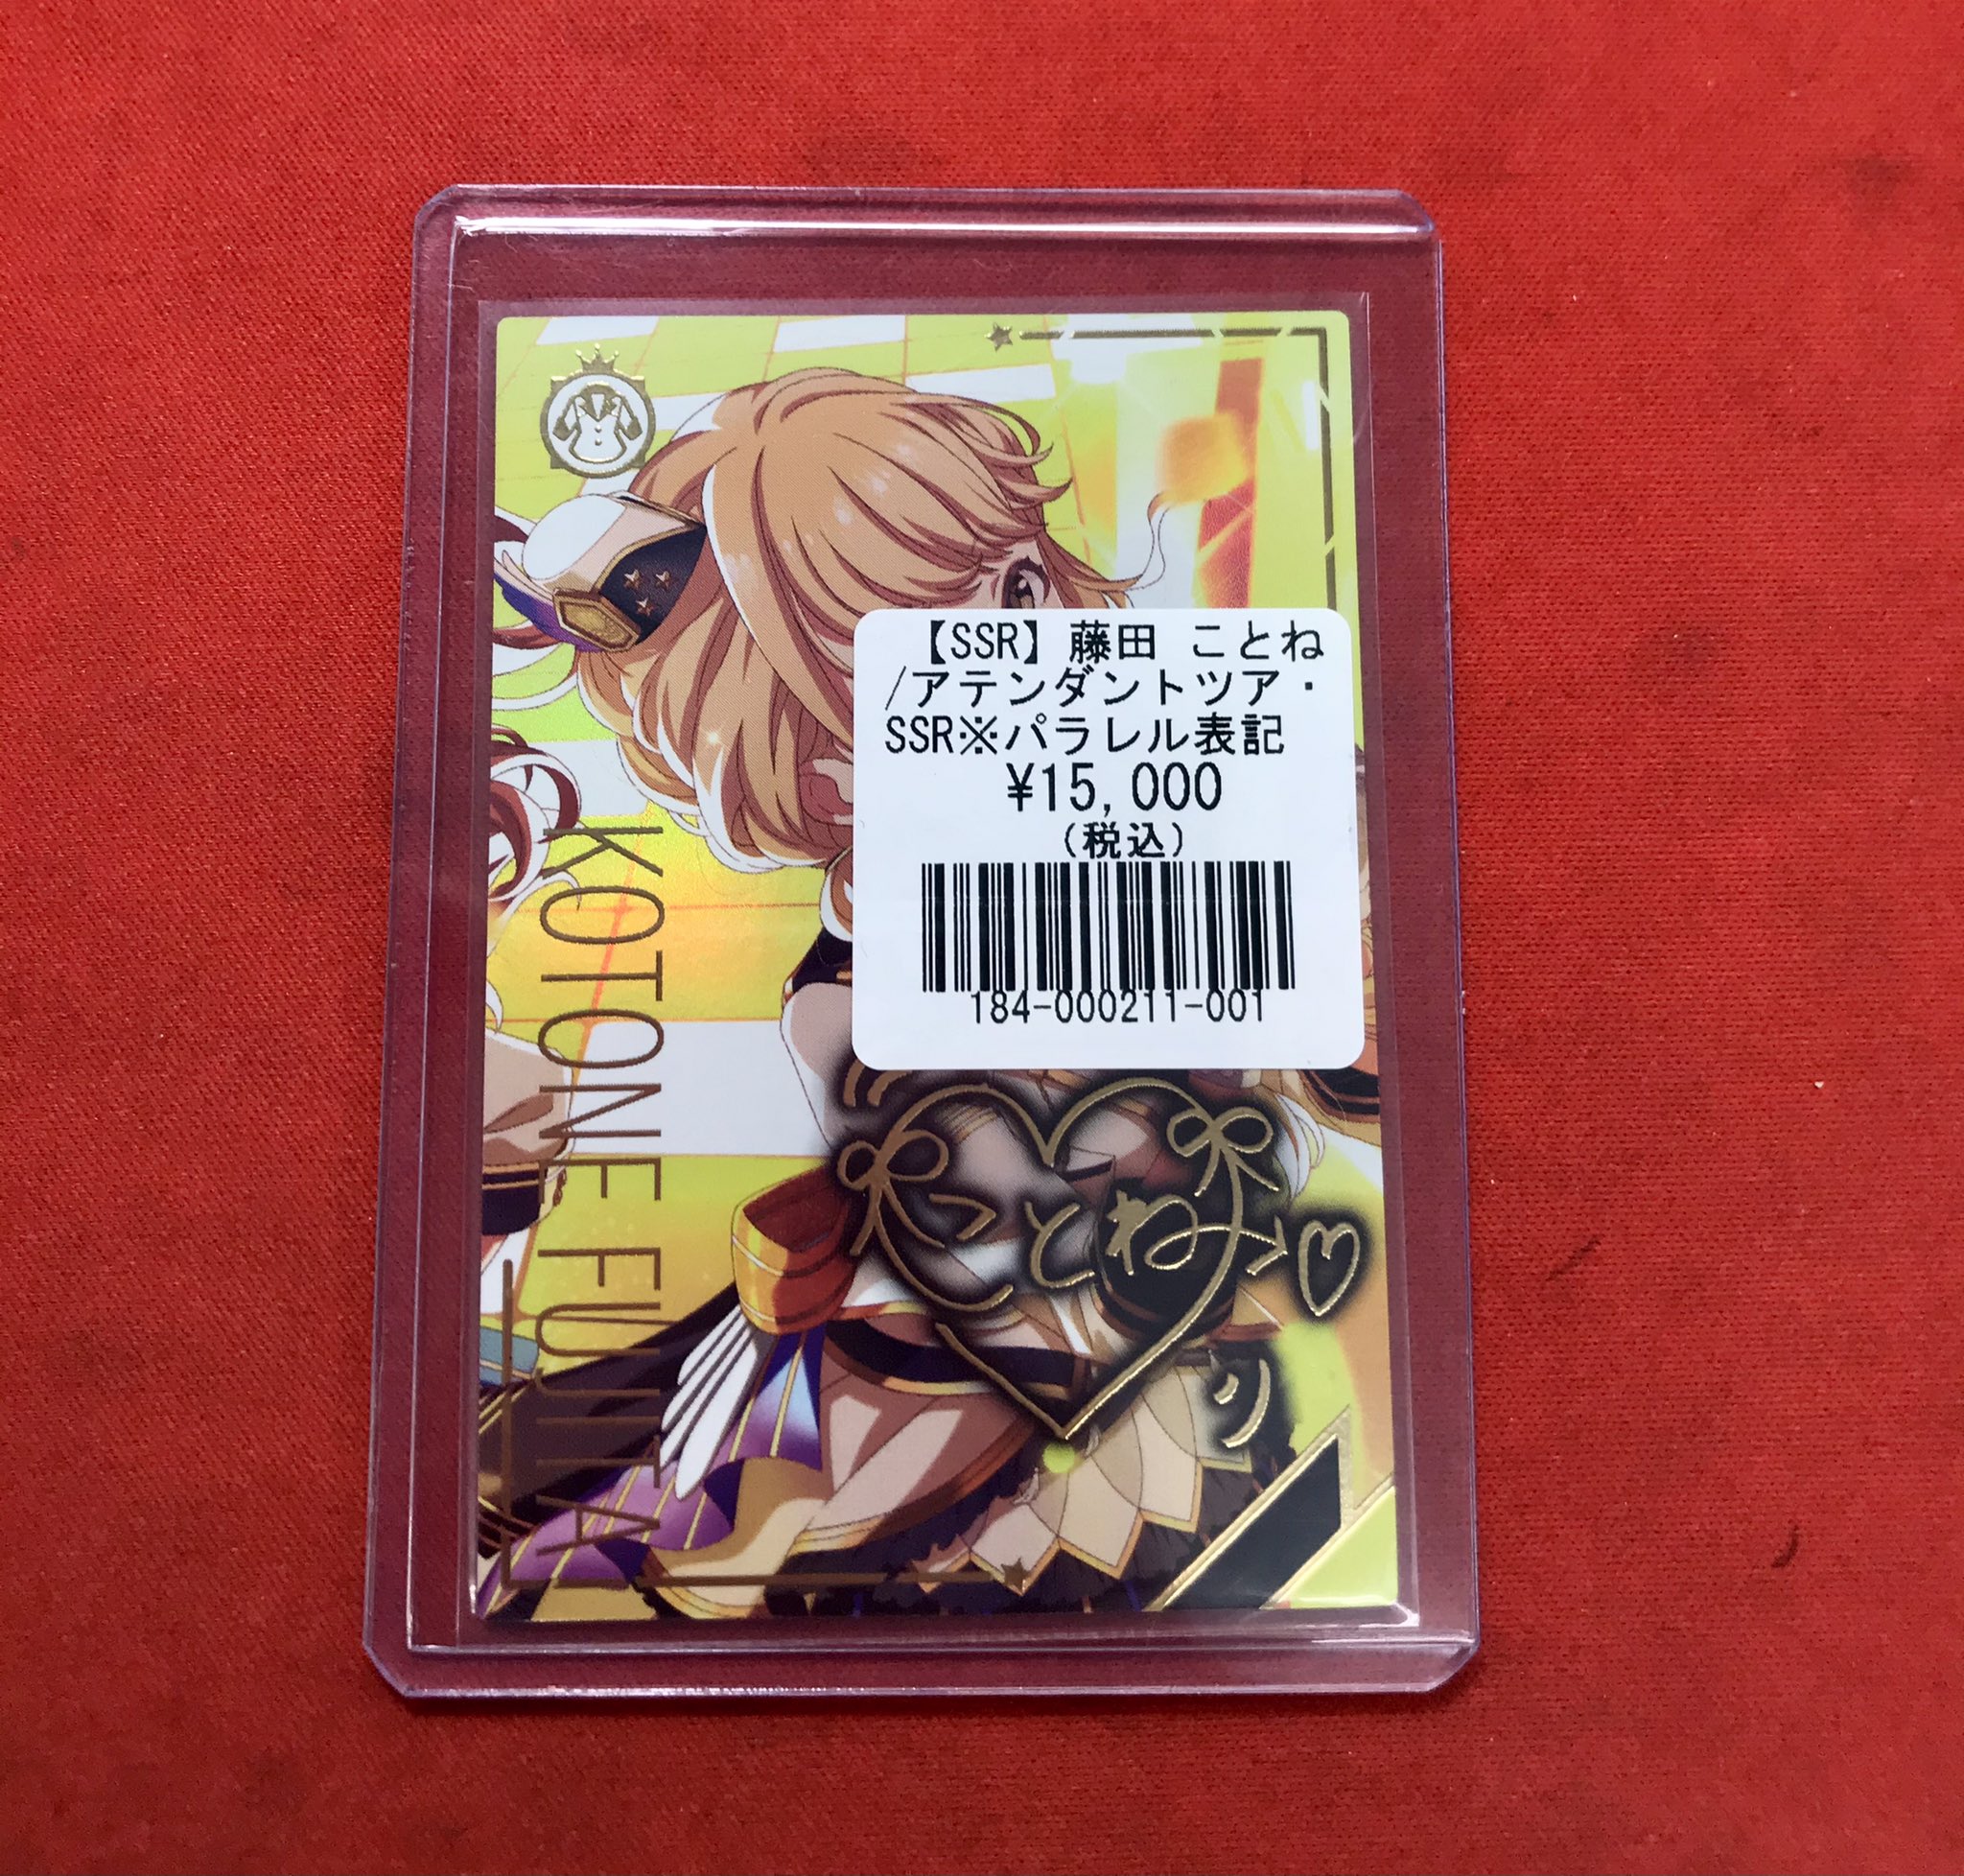 【SSR】藤田 ことね
/アテンダントツア・
SSR※パラレル表記
¥15,000
(税込)
184-000211-001
KOTONE FUJITA
ことね